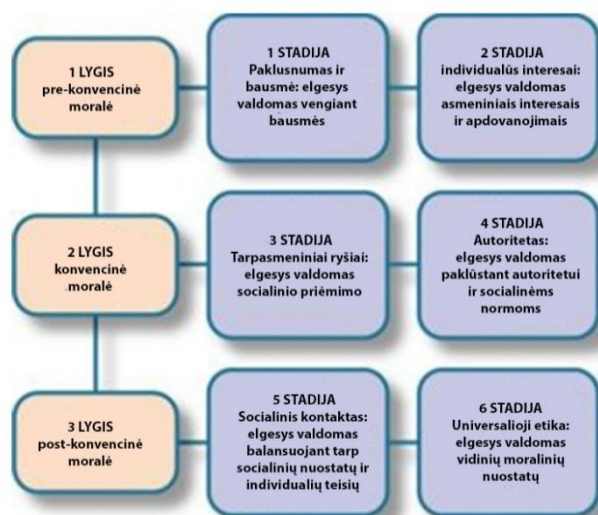 1 LYGIS
pre-konvencinė
moralė
1 STADIJA
Paklusnumas ir
bausmė: elgesys
valdomas vengiant
bausmės
2 STADIJA
individualūs interesai:
elgesys valdomas
asmeniniais interesais
ir apdovanojimais
2 LYGIS
konvencinė
.moralė
3 STADIJA
Tarpasmeniniai ryšiai:
elgesys valdomas
socialinio priėmimo
4 STADIJA
Autoritetas:
elgesys valdomas
paklūstant autoritetui
ir socialinėms
normoms
3 LYGIS
post-konvencinė
moralė
5 STADIJA
Socialinis kontaktas:
elgesys valdomas
balansuojant tarp
socialinių nuostatų ir
individualių teisių
6 STADIJA
Universalioji etika:
elgesys valdomas
vidinių moralinių
nuostatų